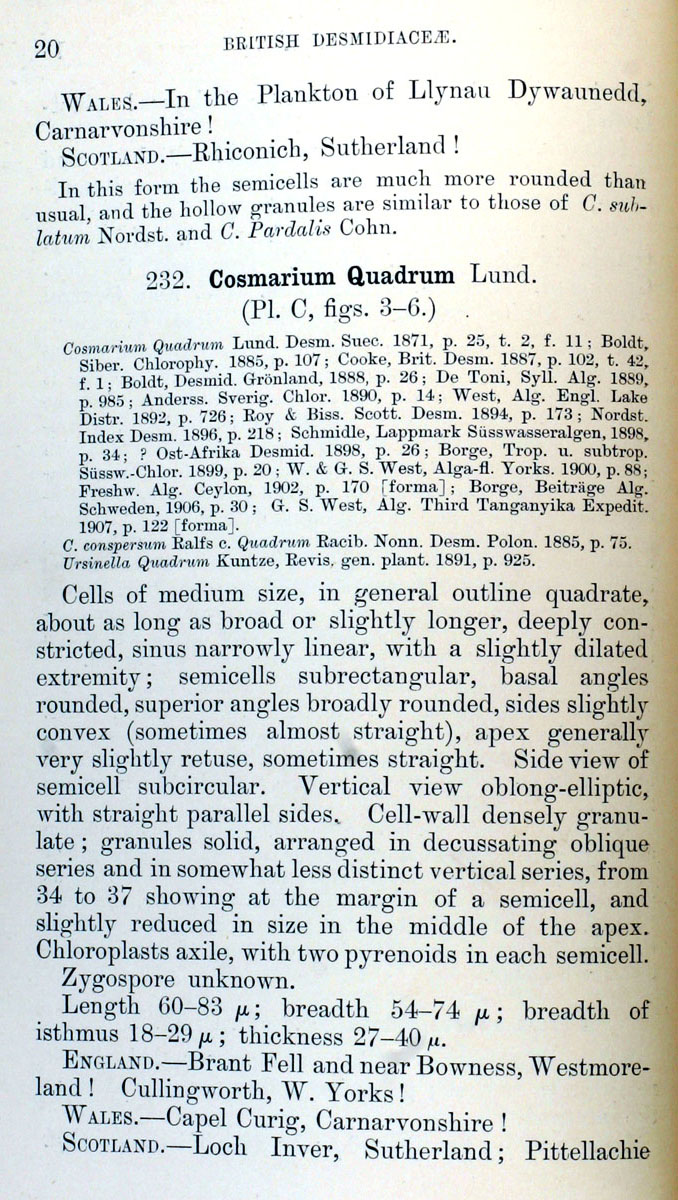 20
BRITISH DESMIDIACEÆ.
WALES.—In the Plankton of Llynau Dywaunedd,
Carnarvonshire !
SCOTLAND.—Rhiconich, Sutherland !
In this form the semicells are much more rounded than
usual, and the hollow granules are similar to those of C. sub-
latum Nordst. and C. Pardalis Cohn.
232. Cosmarium Quadrum Lund.
(Pl. C, figs. 3–6.)
Cosmarium Quadrum Lund. Desm. Suec. 1871, p. 25, t. 2, f. 11; Boldt,
Siber. Chlorophy. 1885, p. 107; Cooke, Brit. Desm. 1887, p. 102, t. 42,
f. 1; Boldt, Desmid. Grönland, 1888, p. 26; De Toni, Syll. Alg. 1889,
p. 985; Anderss. Sverig. Chlor. 1890, p. 14; West, Alg. Engl. Lake
Distr. 1892, p. 726; Roy & Biss. Scott. Desm. 1894, p. 173; Nordst.
Index Desm. 1896, p. 218; Schmidle, Lappmark Süsswasseralgen, 1898,
p. 34; ? Ost-Afrika Desmid. 1898, p. 26; Borge, Trop. u. subtrop.
Süssw.-Chlor. 1899, p. 20; W. & G. S. West, Alga-fl. Yorks. 1900, p. 88;
Freshw. Alg. Ceylon, 1902, p. 170 [forma]; Borge, Beiträge Alg.
Schweden, 1906, p. 30; G. S. West, Alg. Third Tanganyika Expedit.
1907, p. 122 [forma].
C. conspersum Ralfs c. Quadrum Racib. Nonn. Desm. Polon. 1885, p. 75.
Ursinella Quadrum Kuntze, Revis. gen. plant. 1891, p. 925.
Cells of medium size, in general outline quadrate,
about as long as broad or slightly longer, deeply con-
stricted, sinus narrowly linear, with a slightly dilated
extremity; semicells subrectangular, basal angles
rounded, superior angles broadly rounded, sides slightly
convex (sometimes almost straight), apex generally
very slightly retuse, sometimes straight. Side view of
semicell subcircular. Vertical view oblong-elliptic,
with straight parallel sides. Cell-wall densely granu-
late; granules solid, arranged in decussating oblique
series and in somewhat less distinct vertical series, from
34 to 37 showing at the margin of a semicell, and
slightly reduced in size in the middle of the apex.
Chloroplasts axile, with two pyrenoids in each semicell.
Zygospore unknown.
Length 60–83 μ; breadth 54–74 μ; breadth of
isthmus 18–29 μ; thickness 27–40 μ.
ENGLAND.—Brant Fell and near Bowness, Westmore-
land ! Cullingworth, W. Yorks !
WALES.—Capel Curig, Carnarvonshire !
SCOTLAND.—Loch Inver, Sutherland; Pittellachie